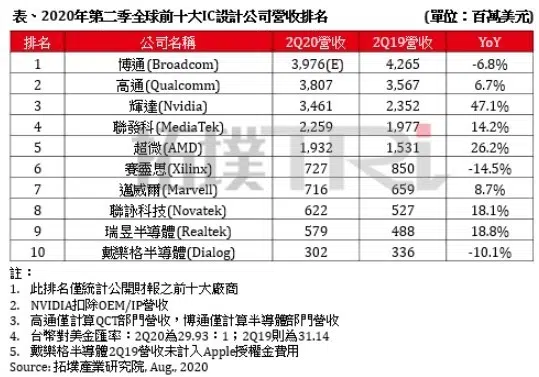 表、2020年第二季全球前十大IC設計公司營收排名 (單位：百萬美元)
排名 公司名稱 2Q20營收 2Q19營收 YoY
1 博通(Broadcom) 3,976(E) 4,265 -6.8%
2 高通(Qualcomm) 3,807 3,567 6.7%
3 輝達(Nvidia) 3,461 2,352 47.1%
4 聯發科(MediaTek) 2,259 1,977 14.2%
5 超微(AMD) 1,932 1,531 26.2%
6 賽靈思(Xilinx) 727 850 -14.5%
7 邁威爾(Marvell) 716 659 8.7%
8 聯詠科技(Novatek) 622 527 18.1%
9 瑞昱半導體(Realtek) 579 488 18.8%
10 戴樂格半導體(Dialog) 302 336 -10.1%
拓墣TRi
註：
1. 此排名僅統計公開財報之前十大廠商
2. NVIDIA扣除OEM/IP營收
3. 高通僅計算QCT部門營收，博通僅計算半導體部門營收
4. 台幣對美金匯率：2Q20為29.93：1；2Q19則為31.14
5. 戴樂格半導體2Q19營收未計入Apple授權金費用
Source: 拓墣產業研究院, Aug., 2020